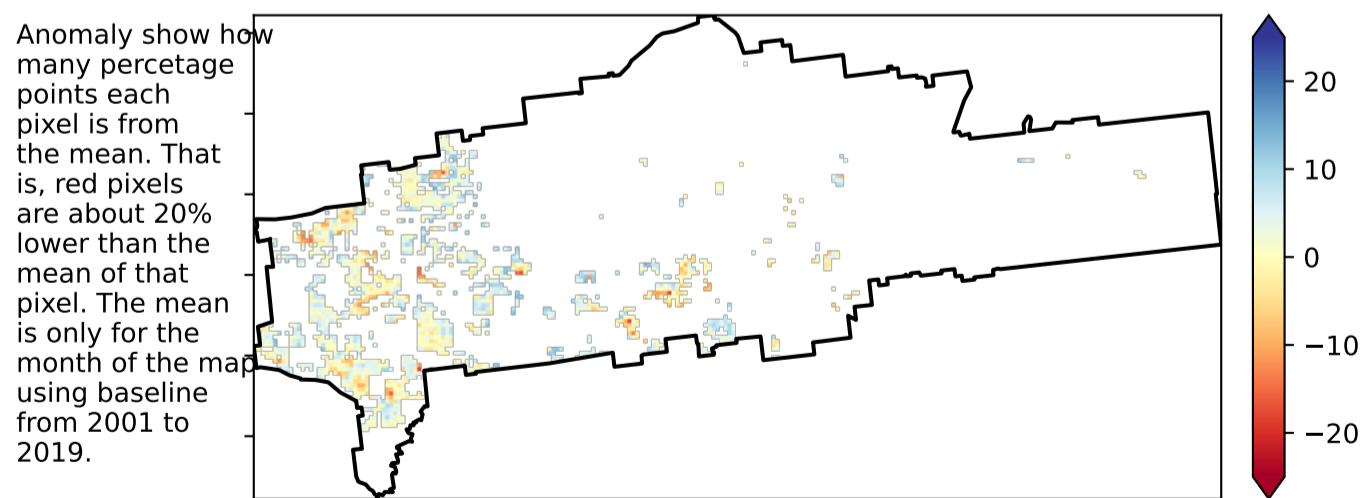 Anomaly show how
many percetage
points each
pixel is from
the mean. That
is, red pixels
are about 20%
lower than the
mean of that
pixel. The mean
is only for the
month of the map
using baseline
from 2001 to
2019.
20
10
0
−10
−20